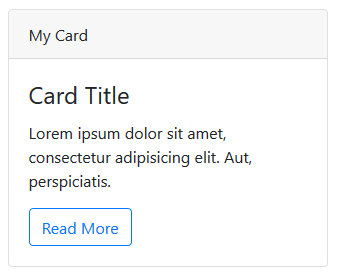 My Card
Card Title
Lorem ipsum dolor sit amet,
consectetur adipisicing elit. Aut,
perspiciatis.
Read More